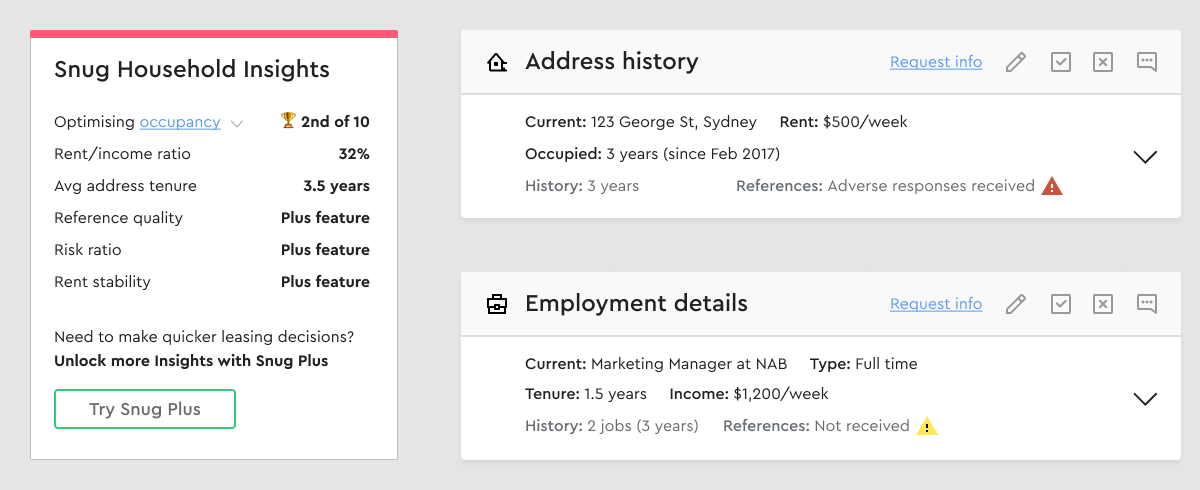 Snug Household Insights
Optimising occupancy 2nd of 10
Rent/income ratio 32%
Avg address tenure 3.5 years
Reference quality Plus feature
Risk ratio Plus feature
Rent stability Plus feature
Need to make quicker leasing decisions?
Unlock more Insights with Snug Plus
Try Snug Plus
Address history Request info
Current: 123 George St, Sydney Rent: $500/week
Occupied: 3 years (since Feb 2017)
History: 3 years References: Adverse responses received
Employment details Request info
Current: Marketing Manager at NAB Type: Full time
Tenure: 1.5 years Income: $1,200/week
History: 2 jobs (3 years) References: Not received